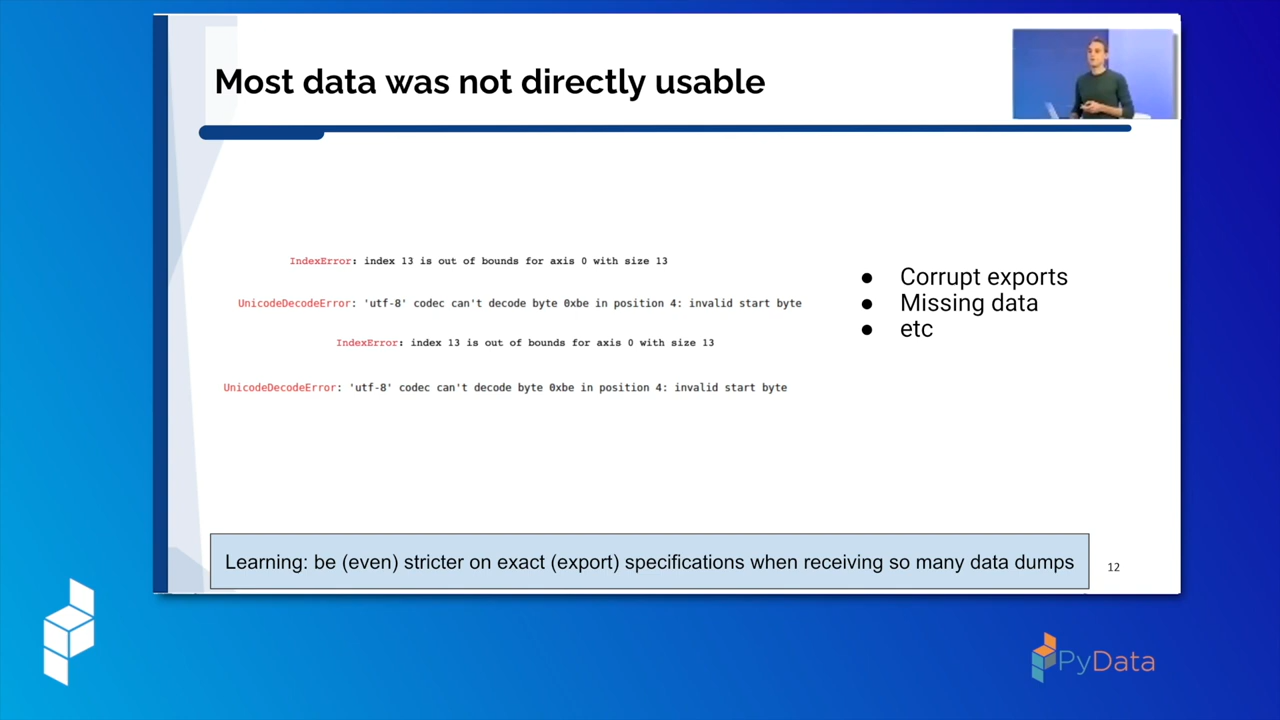 Most data was not directly usable
IndexError: index 13 is out of bounds for axis 0 with size 13
UnicodeDecodeError: 'utf-8' codec can't decode byte 0xbe in position 4: invalid start byte
IndexError: index 13 is out of bounds for axis 0 with size 13
UnicodeDecodeError: 'utf-8' codec can't decode byte 0xbe in position 4: invalid start byte
● Corrupt exports
● Missing data
● etc
Learning: be (even) stricter on exact (export) specifications when receiving so many data dumps
12
PyData